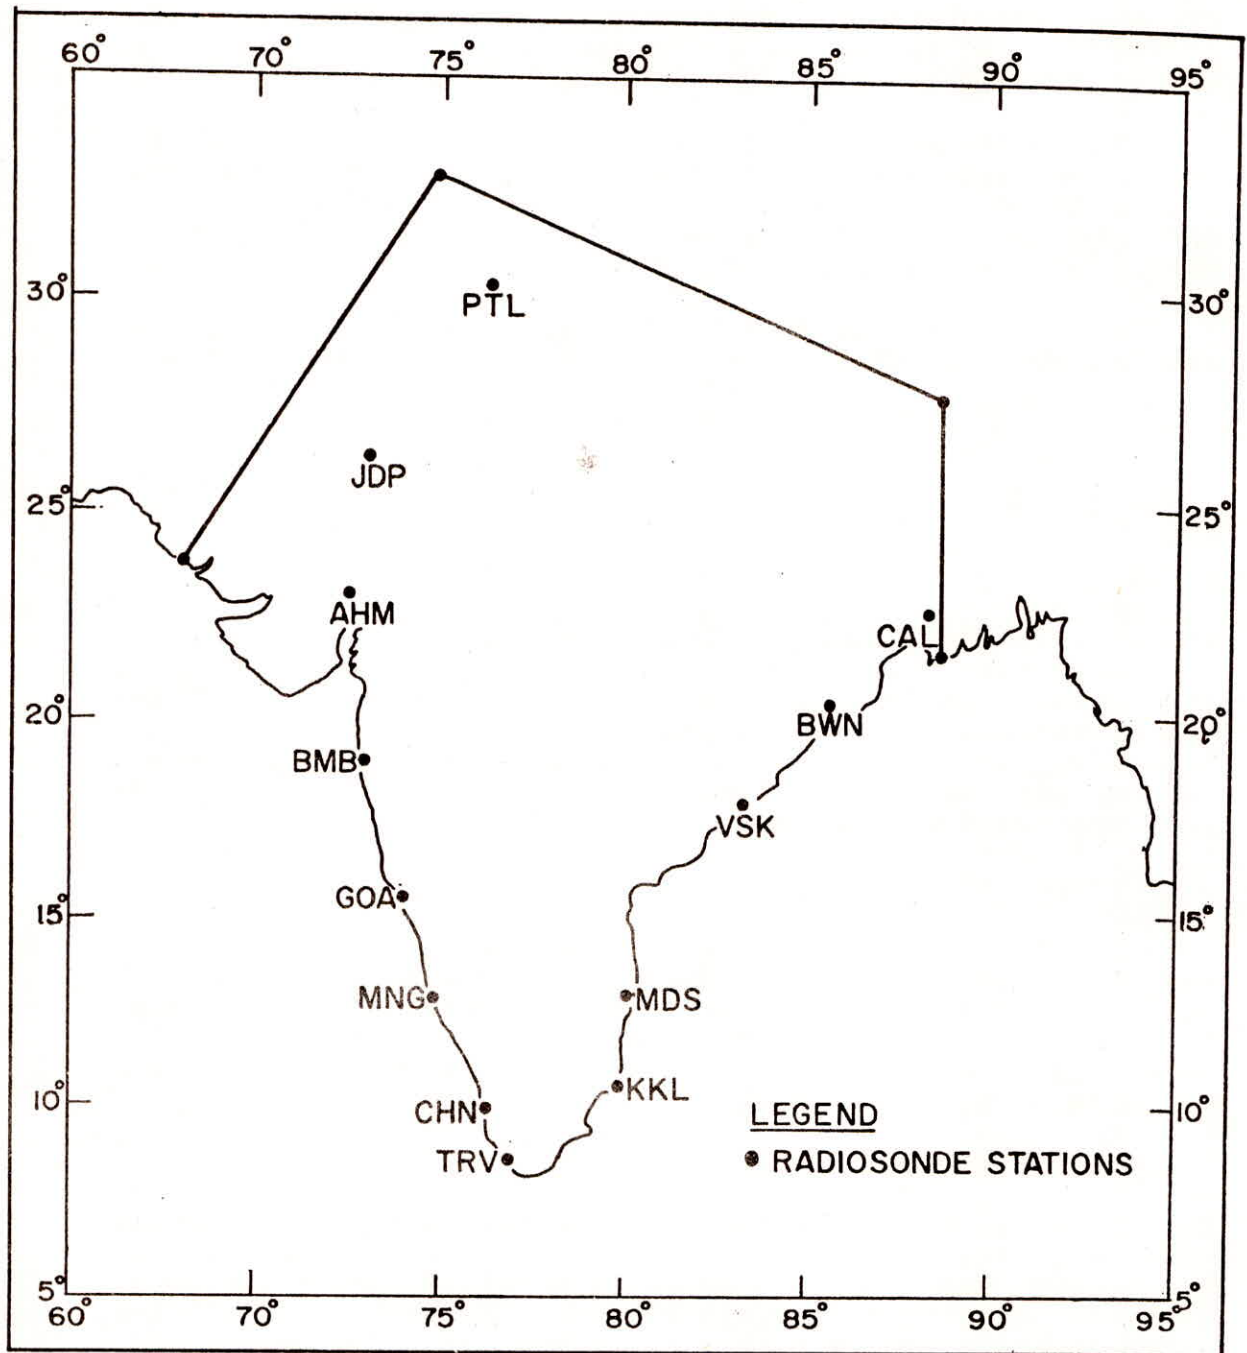 60° 70° 75° 80° 85° 90° 95°
PTL
30° 30°
JDP
25° 25°
AHM
CAL
20° 20°
BWN
BMB
VSK
GOA
15° 15°
MNG MDS
KKL
10° 10°
CHN
LEGEND
TRV
• RADIOSONDE STATIONS
5° 5°
60° 70° 75° 80° 85° 90° 95°